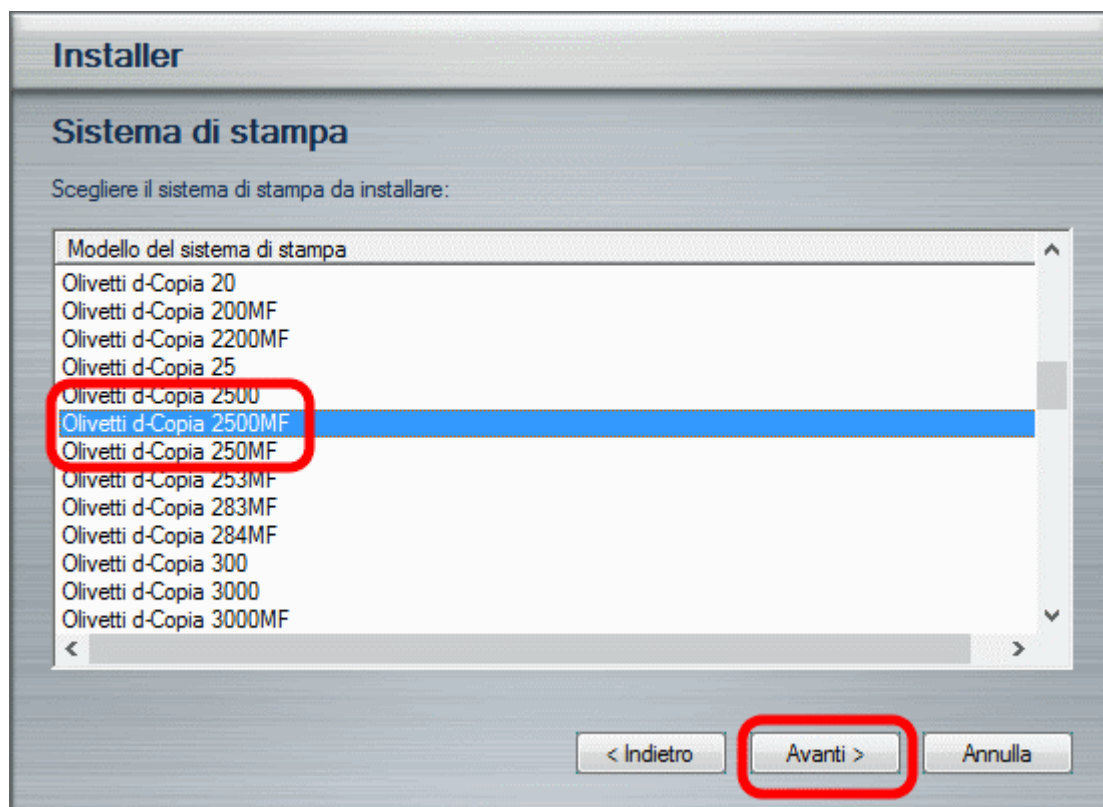 Installer
Sistema di stampa
Scegliere il sistema di stampa da installare:
Modello del sistema di stampa
Olivetti d-Copia 20
Olivetti d-Copia 200MF
Olivetti d-Copia 2200MF
Olivetti d-Copia 25
Olivetti d-Copia 2500
Olivetti d-Copia 2500MF
Olivetti d-Copia 250MF
Olivetti d-Copia 253MF
Olivetti d-Copia 283MF
Olivetti d-Copia 284MF
Olivetti d-Copia 300
Olivetti d-Copia 3000
Olivetti d-Copia 3000MF
< Indietro Avanti > Annulla